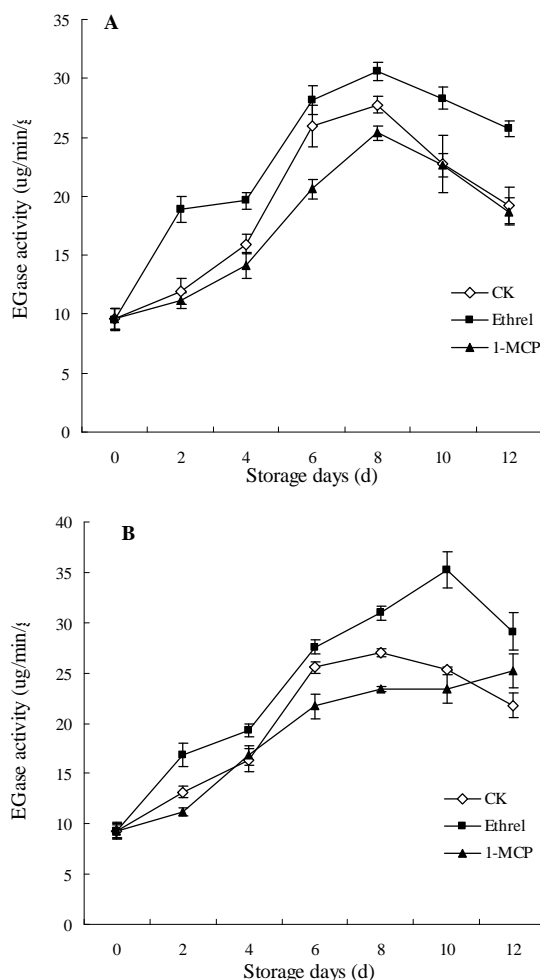 A
35
30
25
20
15
10
5
0
EGase activity (ug/min/g
CK
Ethrel
1-MCP
0 2 4 6 8 10 12
Storage days (d)
B
40
35
30
25
20
15
10
5
0
EGase activity (ug/min/g
CK
Ethrel
1-MCP
0 2 4 6 8 10 12
Storage days (d)